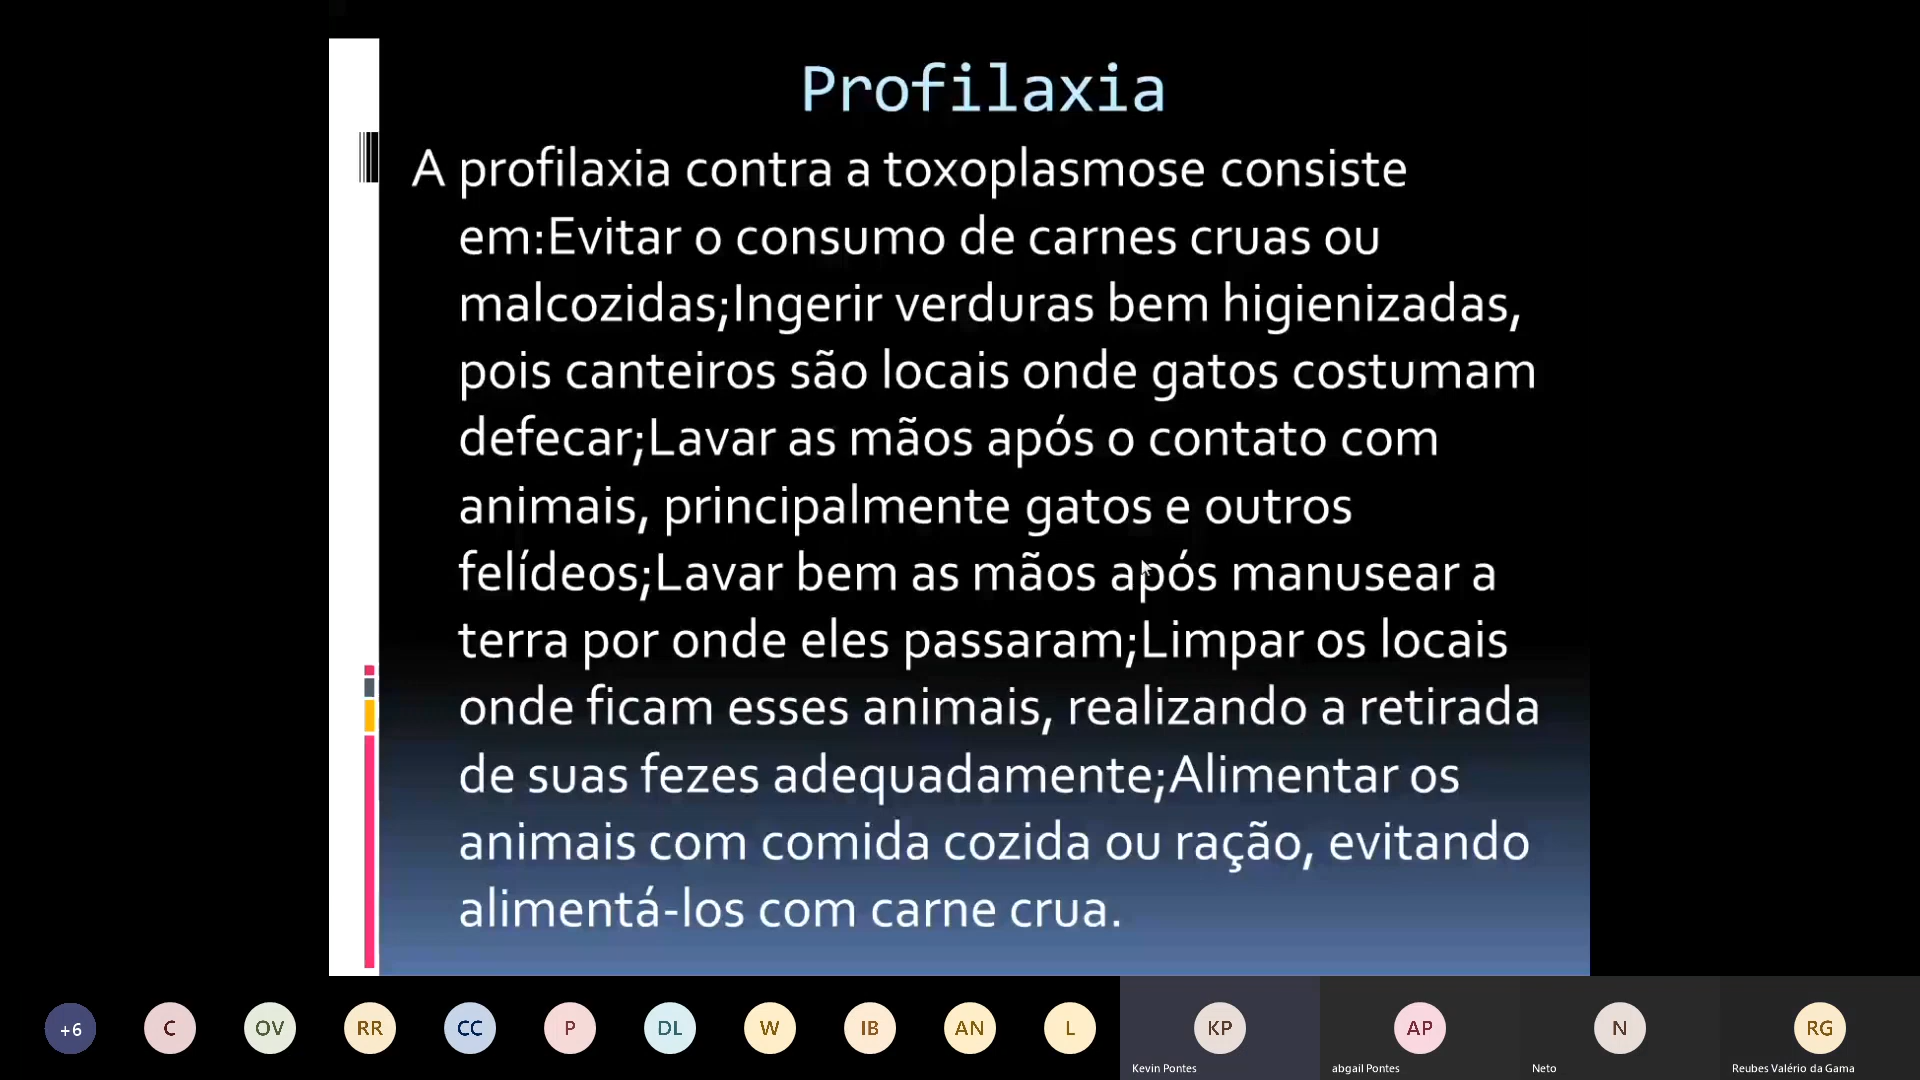 Profilaxia
A profilaxia contra a toxoplasmose consiste
em:Evitar o consumo de carnes cruas ou
malcozidas;Ingerir verduras bem higienizadas,
pois canteiros são locais onde gatos costumam
defecar;Lavar as mãos após o contato com
animais, principalmente gatos e outros
felídeos;Lavar bem as mãos após manusear a
terra por onde eles passaram;Limpar os locais
onde ficam esses animais, realizando a retirada
de suas fezes adequadamente;Alimentar os
animais com comida cozida ou ração, evitando
alimentá-los com carne crua.
+6 C OV RR CC P DL W IB AN L KP AP N RG
Kevin Pontes abgail Pontes Neto Reubes Valério da Gama